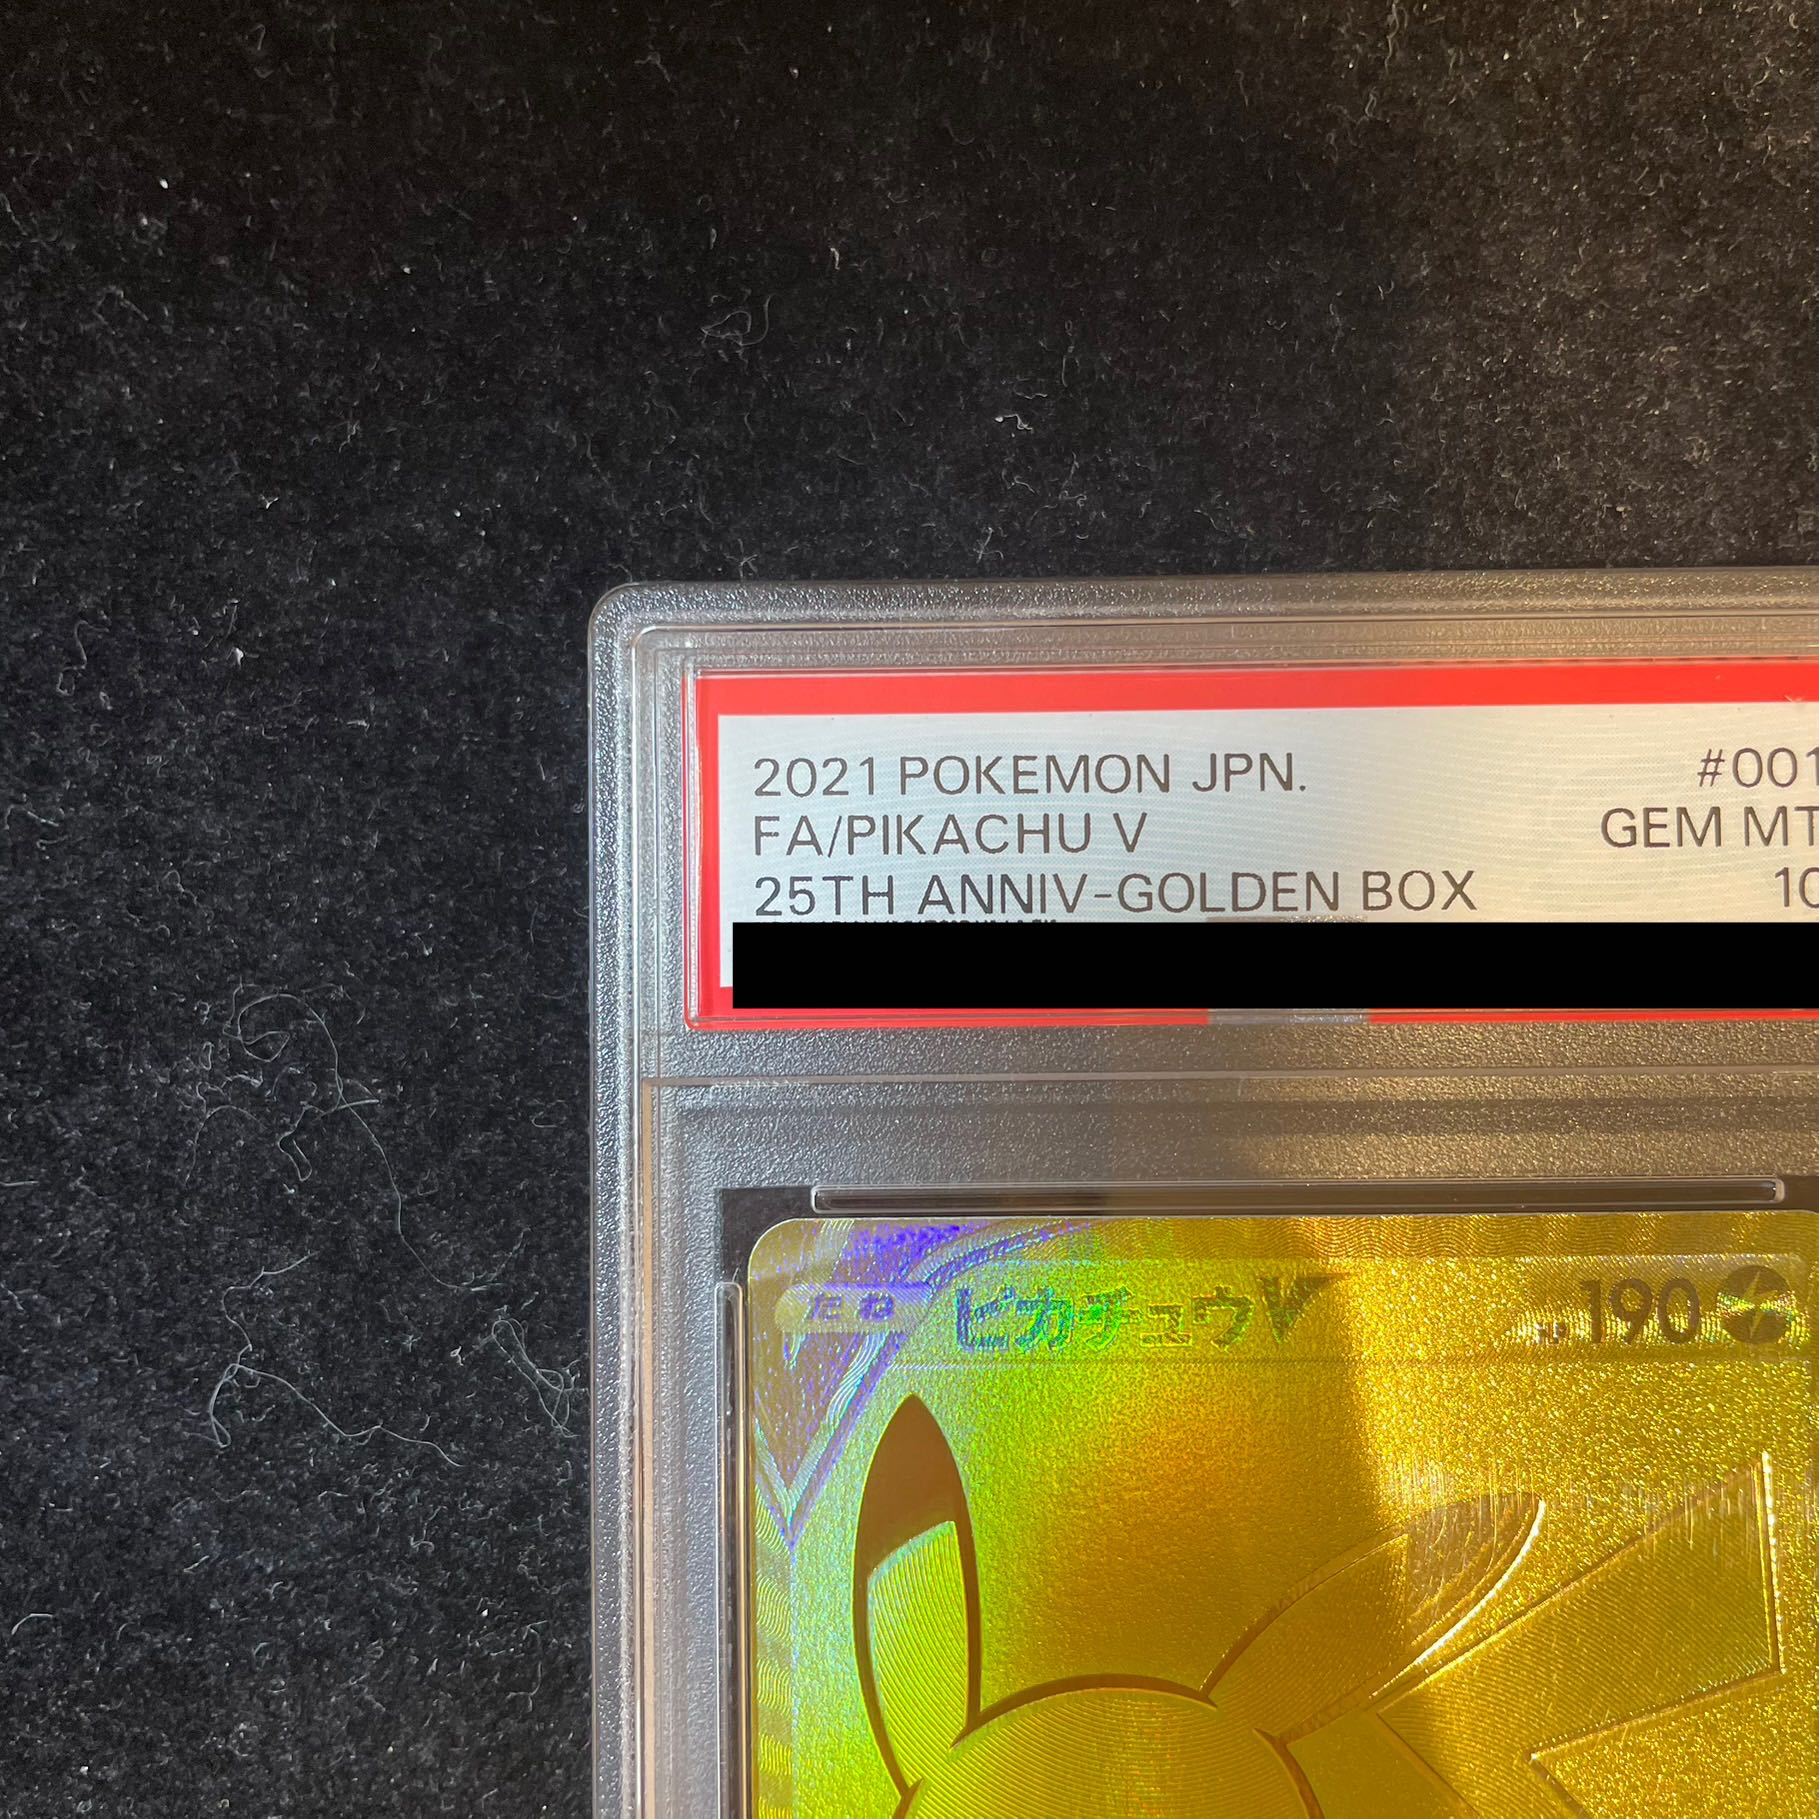 2021 POKEMON JPN. #001
FA/PIKACHU V GEM MT
25TH ANNIV-GOLDEN BOX 10
たね ピカチュウV HP 190